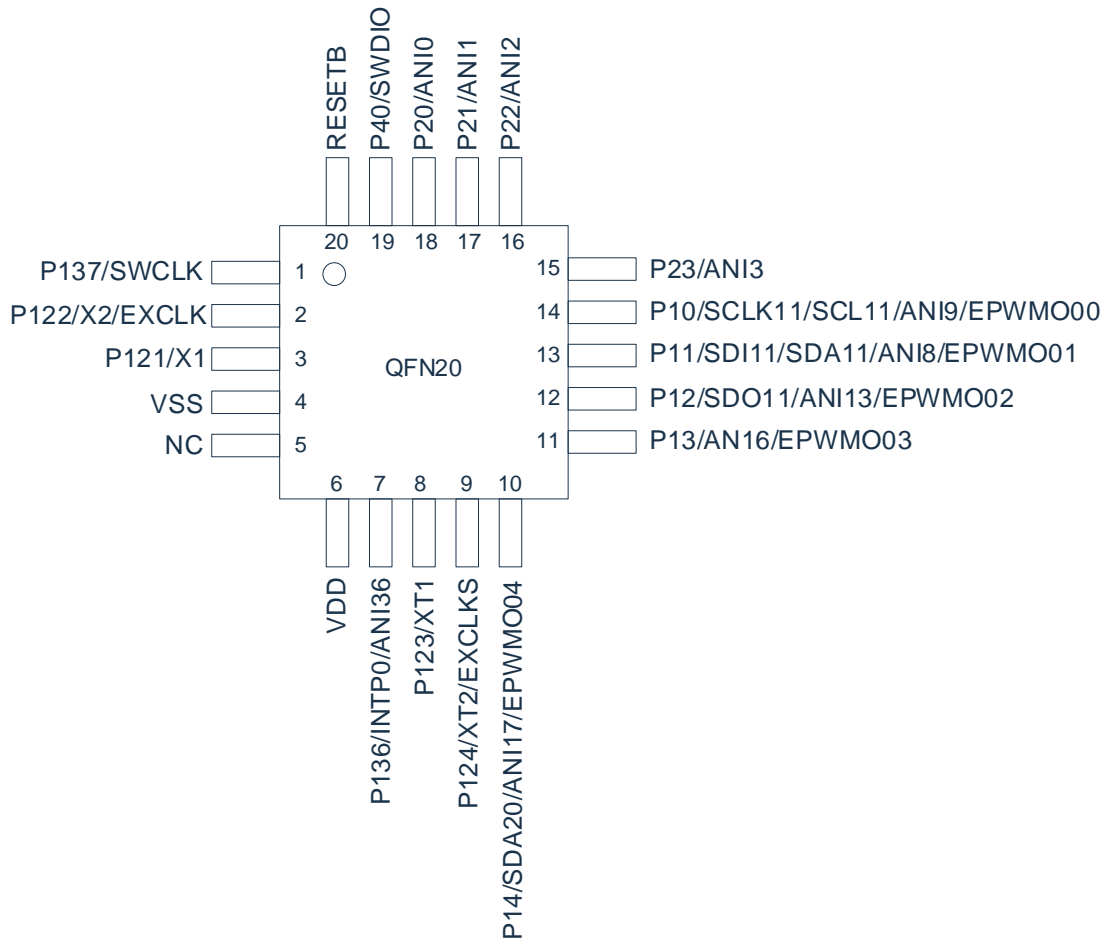 RESETB
P40/SWDIO
P20/ANI0
P21/ANI1
P22/ANI2
20
19
18
17
16
P137/SWCLK
1
P122/X2/EXCLK
2
P121/X1
3
VSS
4
NC
5
QFN20
15
P23/ANI3
14
P10/SCLK11/SCL11/ANI9/EPWMO00
13
P11/SDI11/SDA11/ANI8/EPWMO01
12
P12/SDO11/ANI13/EPWMO02
11
P13/AN16/EPWMO03
6
7
8
9
10
VDD
P136/INTP0/ANI36
P123/XT1
P124/XT2/EXCLKS
P14/SDA20/ANI17/EPWMO04